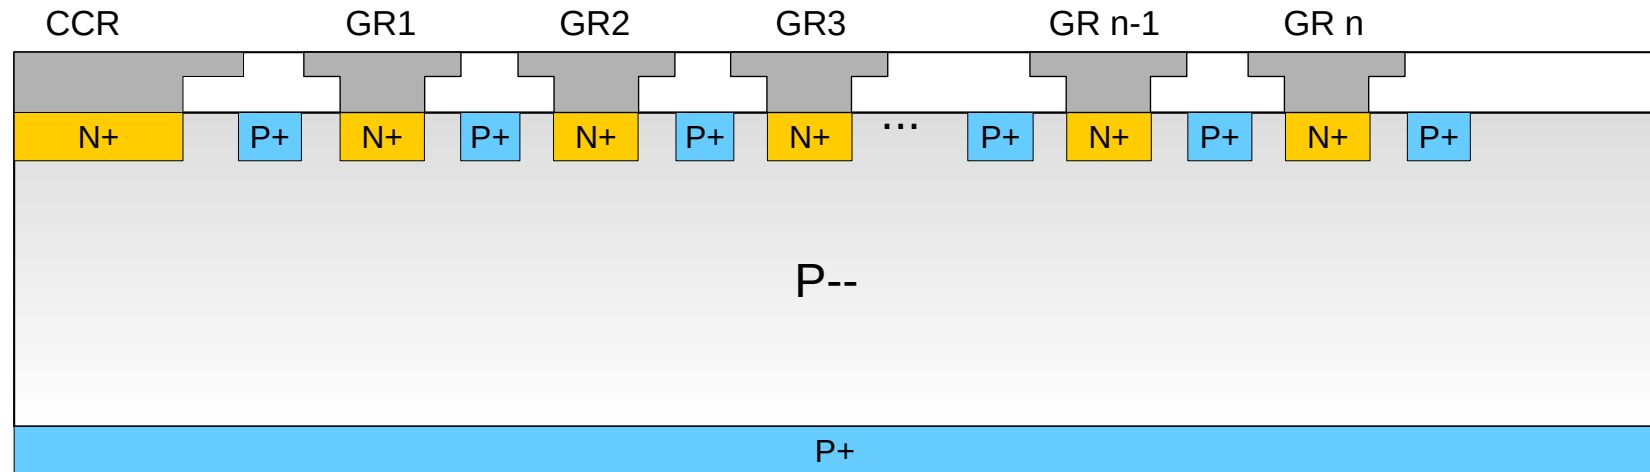 CCR GR1 GR2 GR3 GR n-1 GR n
N+ P+ N+ P+ N+ P+ N+ ... P+ N+ P+ N+ P+
P--
P+